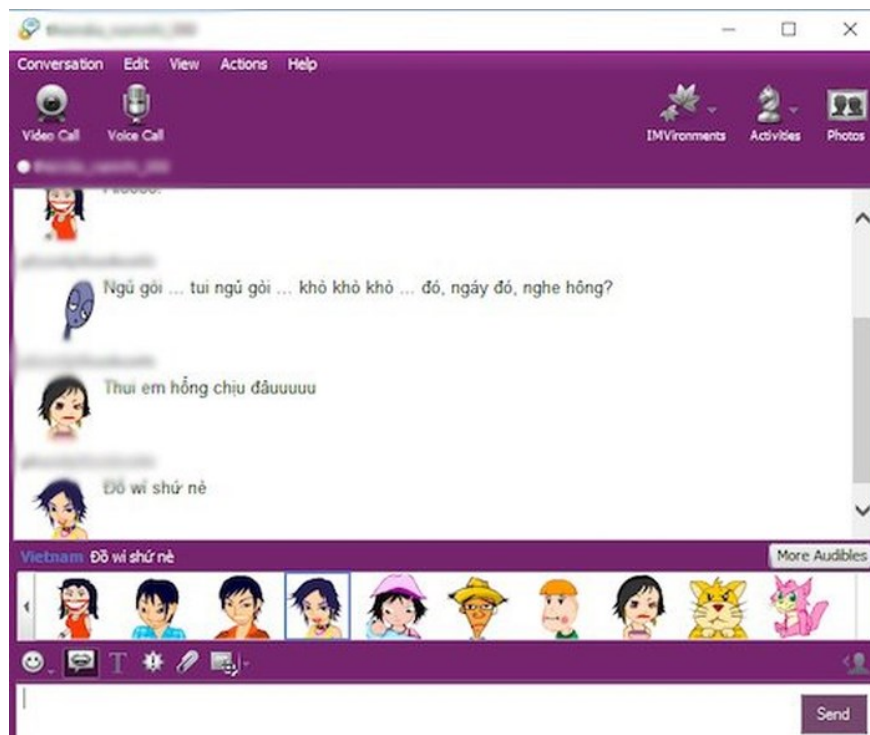 Conversation Edit View Actions Help
Video Call Voice Call IMVironments Activities Photos
Ngủ gòi ... tui ngủ gòi ... khò khò khò ... đó, ngáy đó, nghe hông?
Thui em hổng chịu đâuuuuu
Đồ wỉ shứ nè
Vietnam Đồ wỉ shứ nè More Audibles
T
Send